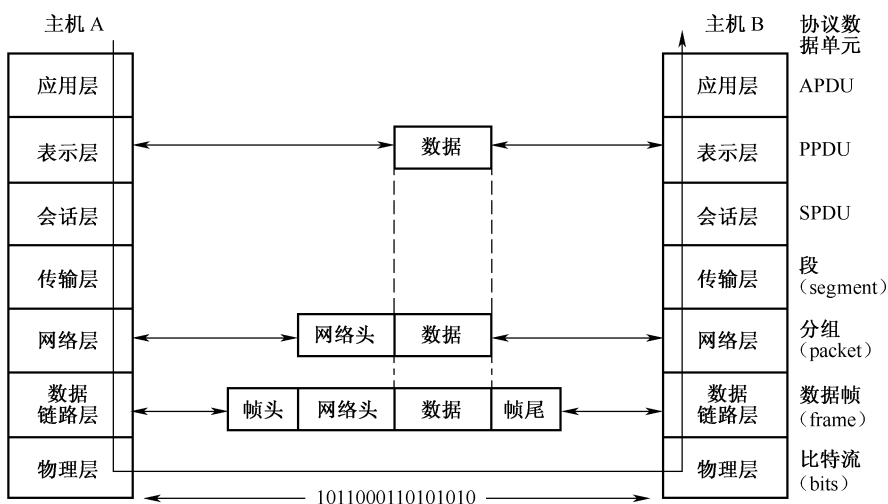 主机 A
主机 B
协议数
据单元
应用层
应用层
APDU
表示层
数据
表示层
PPDU
会话层
会话层
SPDU
传输层
传输层
段
(segment)
网络层
网络头
数据
网络层
分组
(packet)
数据
链路层
帧头
网络头
数据
帧尾
数据
链路层
数据帧
(frame)
物理层
物理层
比特流
(bits)
1011000110101010